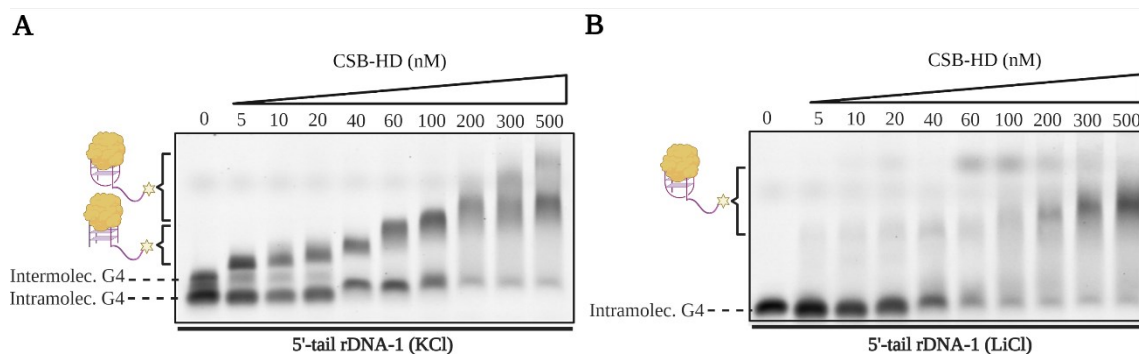 A
CSB-HD (nM)
0 5 10 20 40 60 100 200 300 500
Intermolec. G4
Intramolec. G4
5'-tail rDNA-1 (KCl)
B
CSB-HD (nM)
0 5 10 20 40 60 100 200 300 500
Intramolec. G4
5'-tail rDNA-1 (LiCl)